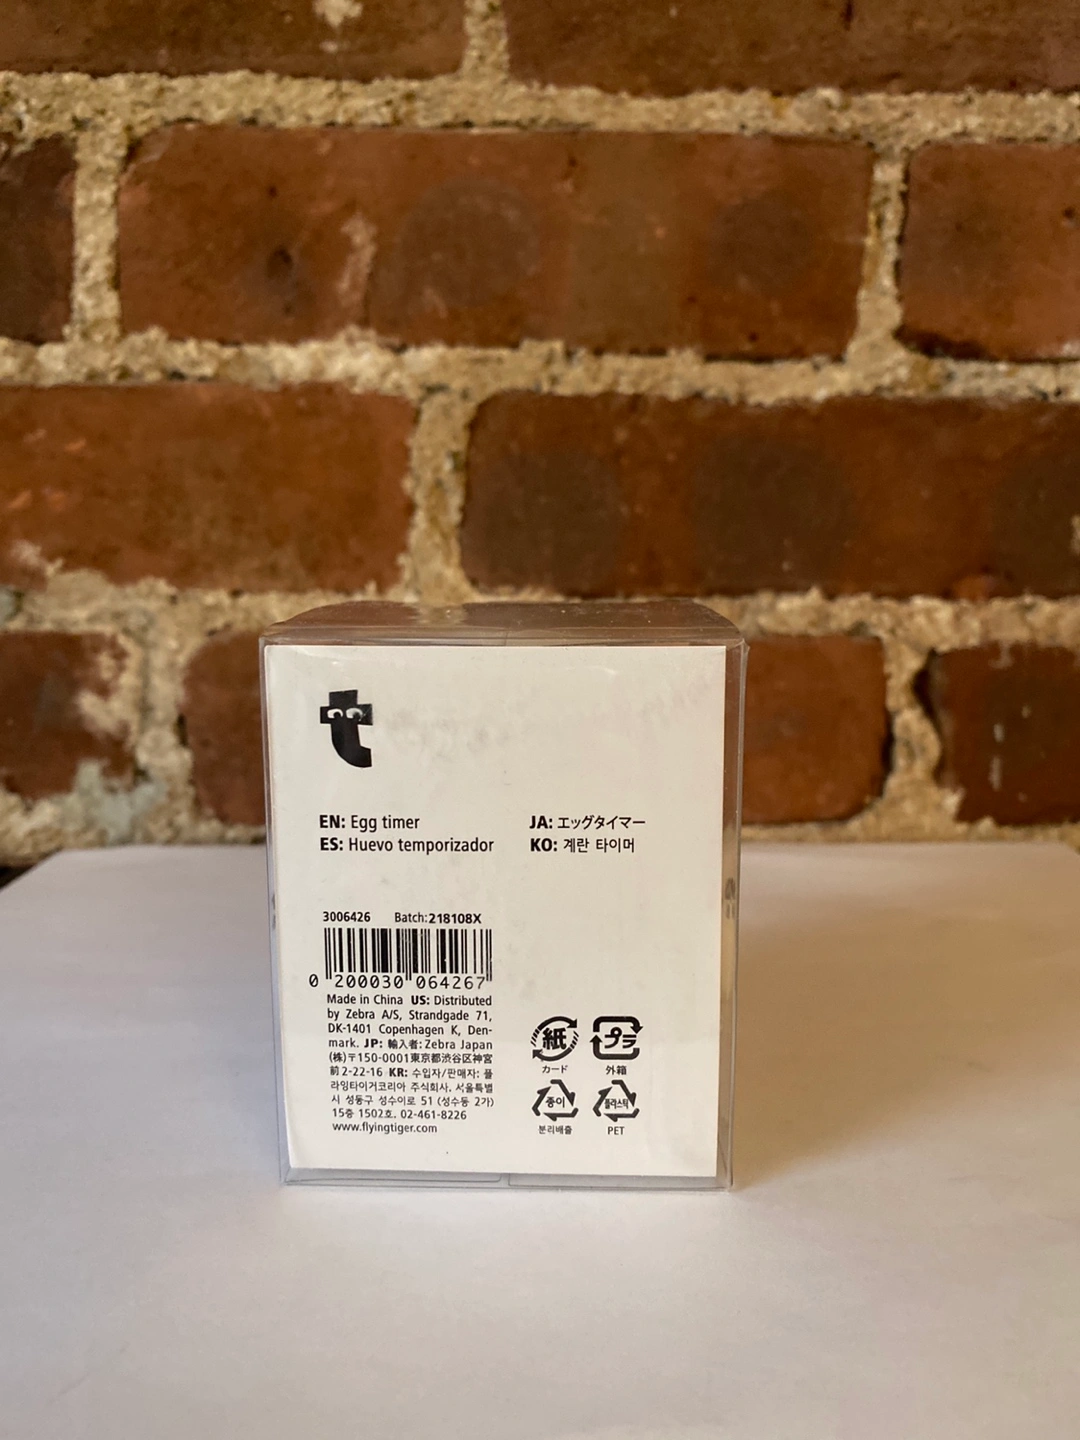 t
EN: Egg timer
ES: Huevo temporizador
JA: エッグタイマー
KO: 계란 타이머
3006426 Batch:218108X
0 200030 064267
Made in China US: Distributed
by Zebra A/S, Strandgade 71,
DK-1401 Copenhagen K, Den-
mark. JP: 輸入者: Zebra Japan
(株)〒150-0001東京都渋谷区神宮
前2-22-16 KR: 수입자/판매자: 플
라잉타이거코리아 주식회사. 서울특별
시 성동구 성수이로 51 (성수동 2가)
15층 1502호. 02-461-8226
www.flyingtiger.com
紙 プラ
カード 外箱
종이 플라스틱
분리배출 PET